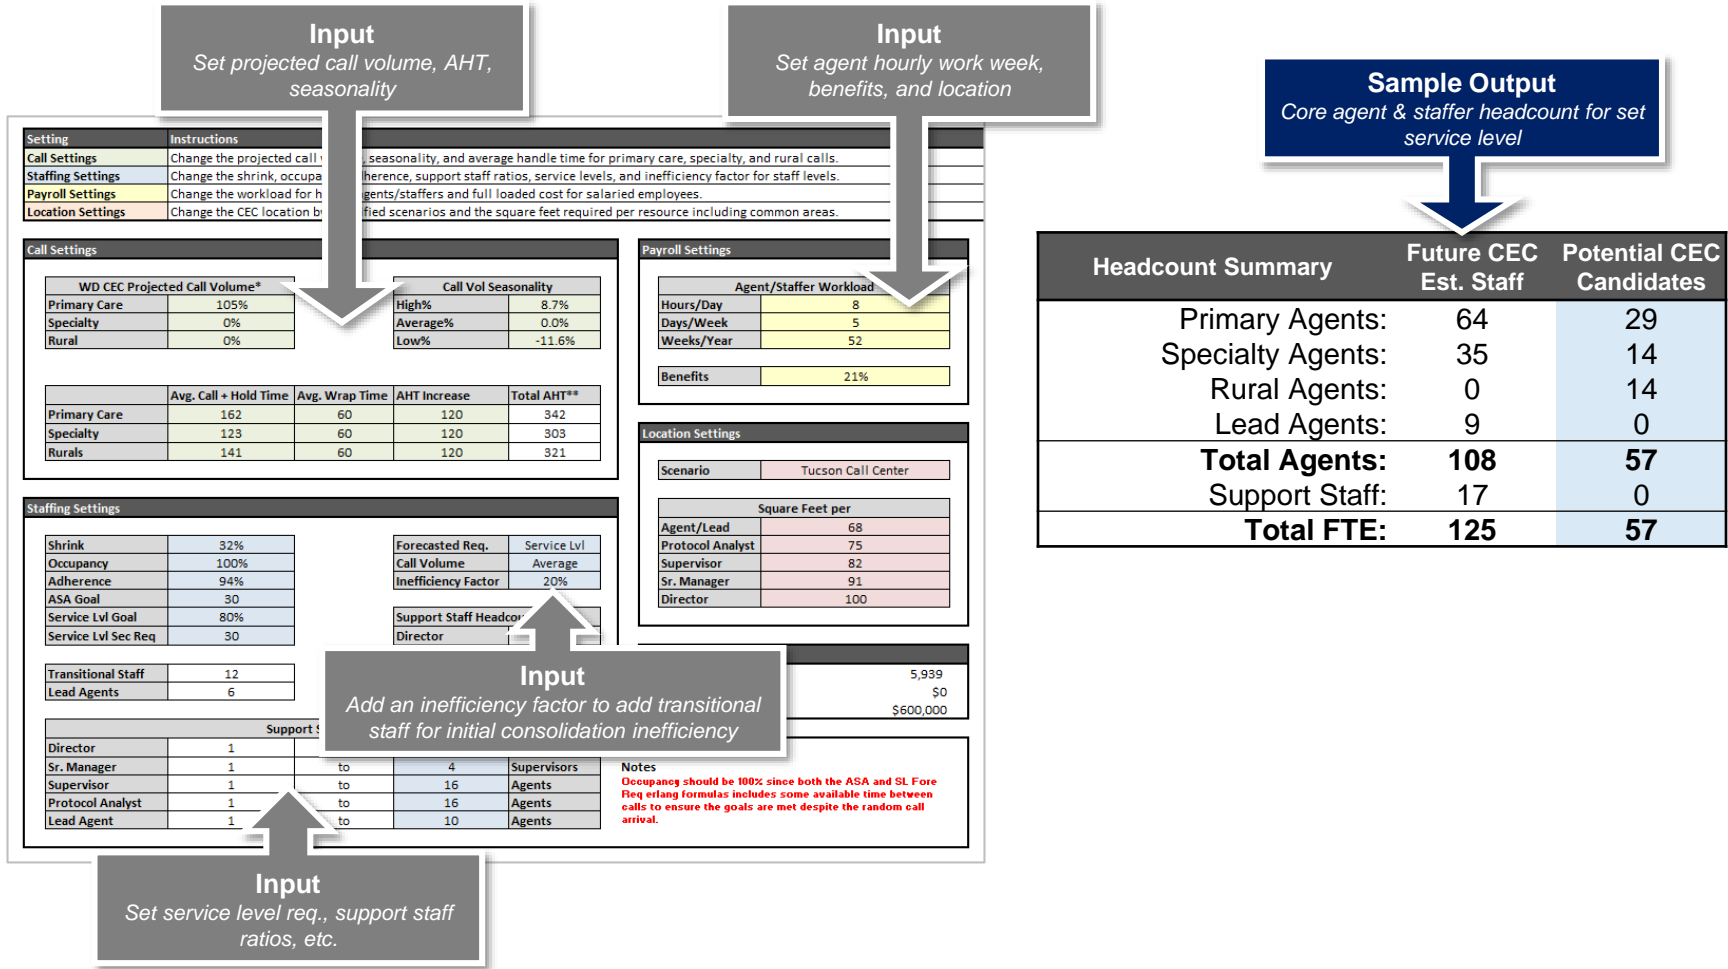 Input
Set projected call volume, AHT,
seasonality
Input
Set agent hourly work week,
benefits, and location
Sample Output
Core agent & staffer headcount for set
service level
Setting Instructions
Call Settings Change the projected call seasonality, and average handle time for primary care, specialty, and rural calls.
Staffing Settings Change the shrink, support staff ratios, service levels, and inefficiency factor for staff levels.
Payroll Settings Change the workload for agents/staffers and full loaded cost for salaried employees.
Location Settings Change the CEC location scenarios and the square feet required per resource including common areas.
Call Settings
WD CEC Projected Call Volume*
Primary Care 105%
Specialty 0%
Rural 0%
Call Vol Seasonality
High% 8.7%
Average% 0.0%
Low% -11.6%
Avg. Call + Hold Time Avg. Wrap Time AHT Increase Total AHT**
Primary Care 162 60 120 342
Specialty 123 60 120 303
Rurals 141 60 120 321
Payroll Settings
Agent/Staffer Workload
Hours/Day 8
Days/Week 5
Weeks/Year 52
Benefits 21%
Location Settings
Scenario Tucson Call Center
Square Feet per
Agent/Lead 68
Protocol Analyst 75
Supervisor 82
Sr. Manager 91
Director 100
Staffing Settings
Shrink 32%
Occupancy 100%
Adherence 94%
ASA Goal 30
Service Lvl Goal 80%
Service Lvl Sec Req 30
Forecasted Req. Service Lvl
Call Volume Average
Inefficiency Factor 20%
Support Staff
Director
Transitional Staff 12
Lead Agents 6
Input
Add an inefficiency factor to add transitional
staff for initial consolidation inefficiency
5,939
$0
$600,000
Director 1
Sr. Manager 1 to 4 Supervisors
Supervisor 1 to 16 Agents
Protocol Analyst 1 to 16 Agents
Lead Agent 1 to 10 Agents
Notes
Occupancy should be 100% since both the ASA and SL Fore
Req erlang formulas includes some available time between
calls to ensure the goals are met despite the random call
arrival.
Input
Set service level req., support staff
ratios, etc.
Headcount Summary Future CEC Est. Staff Potential CEC Candidates
Primary Agents: 64 29
Specialty Agents: 35 14
Rural Agents: 0 14
Lead Agents: 9 0
Total Agents: 108 57
Support Staff: 17 0
Total FTE: 125 57